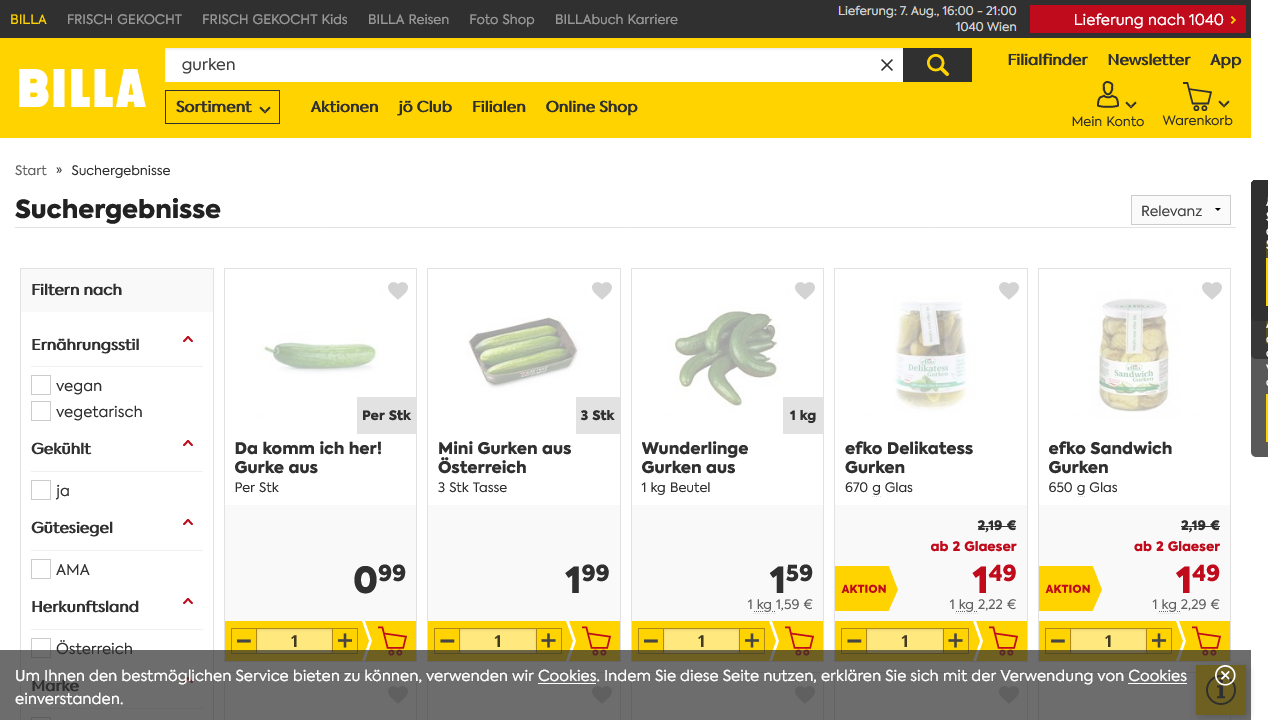 BILLA FRISCH GEKOCHT FRISCH GEKOCHT Kids BILLA Reisen Foto Shop BILLAbuch Karriere
Lieferung: 7. Aug., 16:00 - 21:00
1040 Wien
Lieferung nach 1040
BILLA
gurken
Filialfinder Newsletter App
Sortiment Aktionen jö Club Filialen Online Shop
Mein Konto Warenkorb
Start » Suchergebnisse
Suchergebnisse
Relevanz
Filtern nach
Ernährungsstil
vegan
vegetarisch
Gekühlt
ja
Gütesiegel
AMA
Herkunftsland
Österreich
Marke
Per Stk
Da komm ich her!
Gurke aus
Per Stk
0 99
1
3 Stk
Mini Gurken aus
Österreich
3 Stk Tasse
1 99
1
1 kg
Wunderlinge
Gurken aus
1 kg Beutel
1 59
1 kg 1,59 €
1
efko
Delikatess
Gurken
efko Delikatess
Gurken
670 g Glas
2,19 €
ab 2 Glaeser
AKTION
1 49
1 kg 2,22 €
1
efko
Sandwich
Gurken
efko Sandwich
Gurken
650 g Glas
2,19 €
ab 2 Glaeser
AKTION
1 49
1 kg 2,29 €
1
Um Ihnen den bestmöglichen Service bieten zu können, verwenden wir Cookies. Indem Sie diese Seite nutzen, erklären Sie sich mit der Verwendung von Cookies
einverstanden.